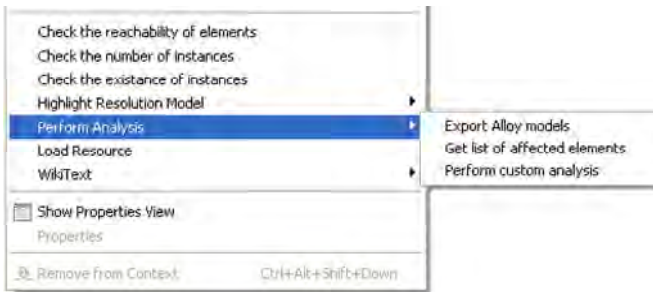 Check the reachability of elements
Check the number of instances
Check the existance of instances
Highlight Resolution Model
Perform Analysis
Export Alloy models
Load Resource
Get list of affected elements
WikiText
Perform custom analysis
Show Properties View
Properties
Remove from Context Ctrl+Alt+Shift+Down